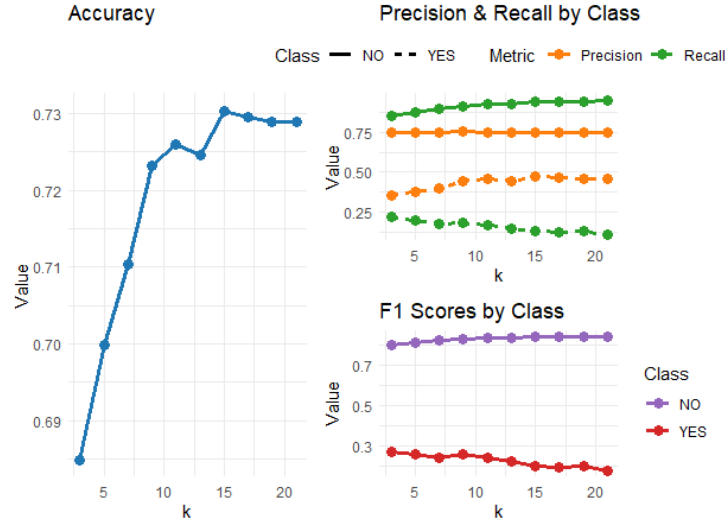 Accuracy
0.73
0.72
0.71
0.70
0.69
Value
5 10 15 20
k
Precision & Recall by Class
Class NO YES Metric Precision Recall
0.75
0.50
0.25
Value
5 10 15 20
k
F1 Scores by Class
0.7
0.5
0.3
Value
5 10 15 20
k
Class
NO
YES